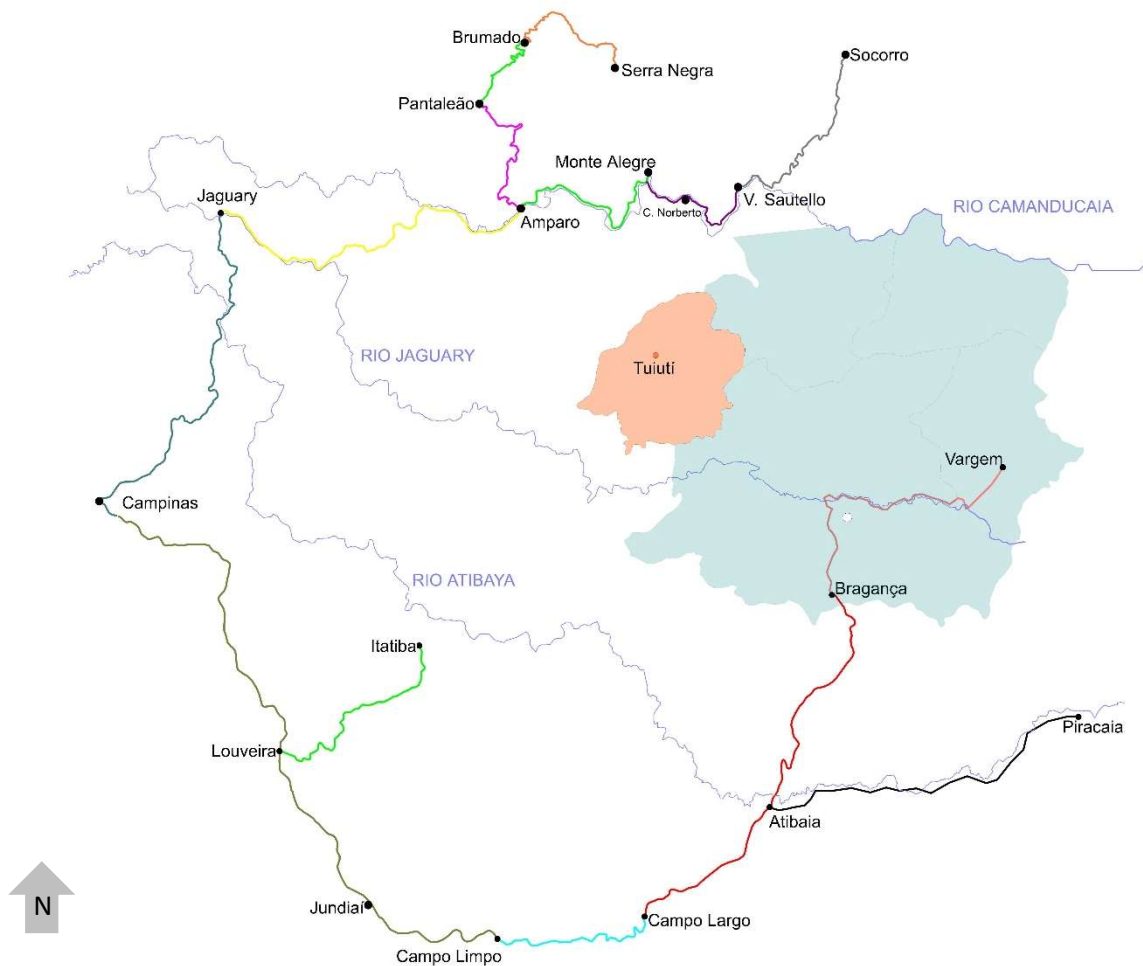 Brumado
Serra Negra
Socorro
Pantaleão
Monte Alegre
Jaguary
V. Sautello
C. Norberto
Amparo
RIO CAMANDUCAIA
RIO JAGUARY
Tuiutí
Vargem
Campinas
RIO ATIBAYA
Bragança
Itatiba
Louveira
Piracaia
Atibaia
N
Jundiaí
Campo Largo
Campo Limpo